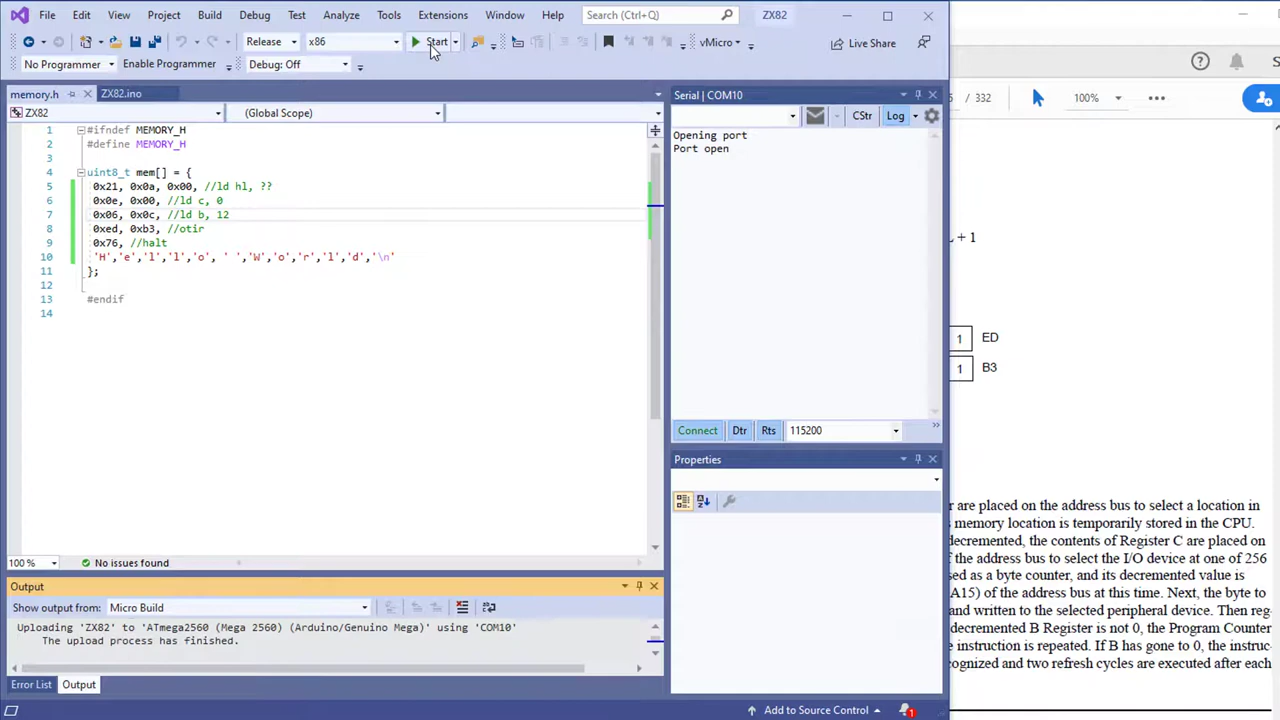 File Edit View Project Build Debug Test Analyze Tools Extensions Window Help Search (Ctrl+Q) ZX82
Release x86 Start vMicro Live Share
No Programmer Enable Programmer Debug: Off
/ 332 100%
memory.h ZX82.ino
ZX82 (Global Scope)
1 #ifndef MEMORY_H
2 #define MEMORY_H
3
4 uint8_t mem[] = {
5 0x21, 0x0a, 0x00, //ld hl, ??
6 0x0e, 0x00, //ld c, 0
7 0x06, 0x0c, //ld b, 12
8 0xed, 0xb3, //otir
9 0x76, //halt
10 'H','e','l','l','o', ' ','W','o','r','l','d','\n'
11 };
12
13 #endif
14
100 % No issues found
Serial | COM10
CStr Log
Opening port
Port open
Connect Dtr Rts 115200
Properties
Output
Show output from: Micro Build
Uploading 'ZX82' to 'ATmega2560 (Mega 2560) (Arduino/Genuino Mega)' using 'COM10'
The upload process has finished.
Error List Output
Add to Source Control 1
+ 1
1 ED
1 B3
r are placed on the address bus to select a location in
s memory location is temporarily stored in the CPU.
decremented, the contents of Register C are placed on
f the address bus to select the I/O device at one of 256
sed as a byte counter, and its decremented value is
A15) of the address bus at this time. Next, the byte to
and written to the selected peripheral device. Then reg-
decremented B Register is not 0, the Program Counter
e instruction is repeated. If B has gone to 0, the instruc-
cognized and two refresh cycles are executed after each